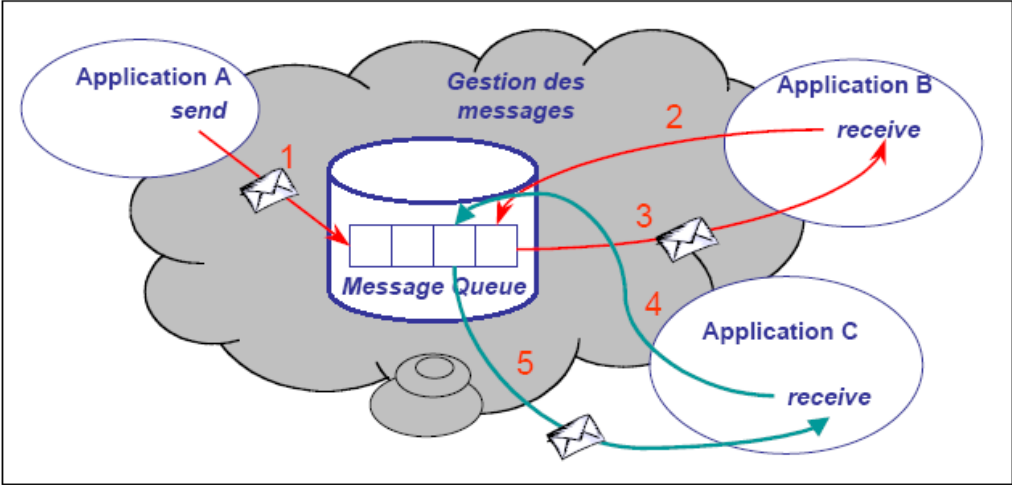 Application A
send
Gestion des
messages
Application B
receive
1
2
3
Message Queue
4
Application C
receive
5